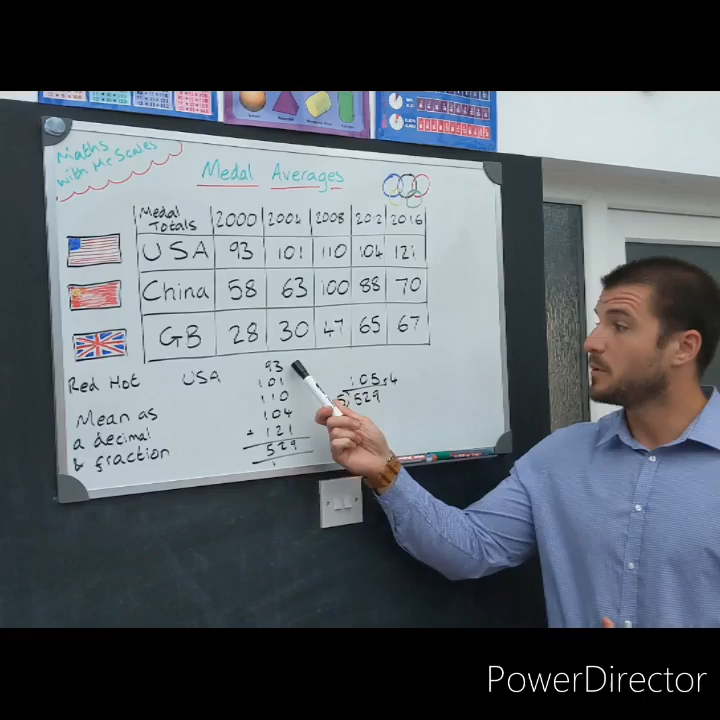 Maths
with Mr Scales
Medal Averages
Medal Totals 2000 2004 2008 2012 2016
USA 93 101 110 104 121
China 58 63 100 88 70
GB 28 30 47 65 67
Red Hot USA
Mean as
a decimal
& fraction
93
101
110
104
+ 121
529
1
105.4
5 529
PowerDirector